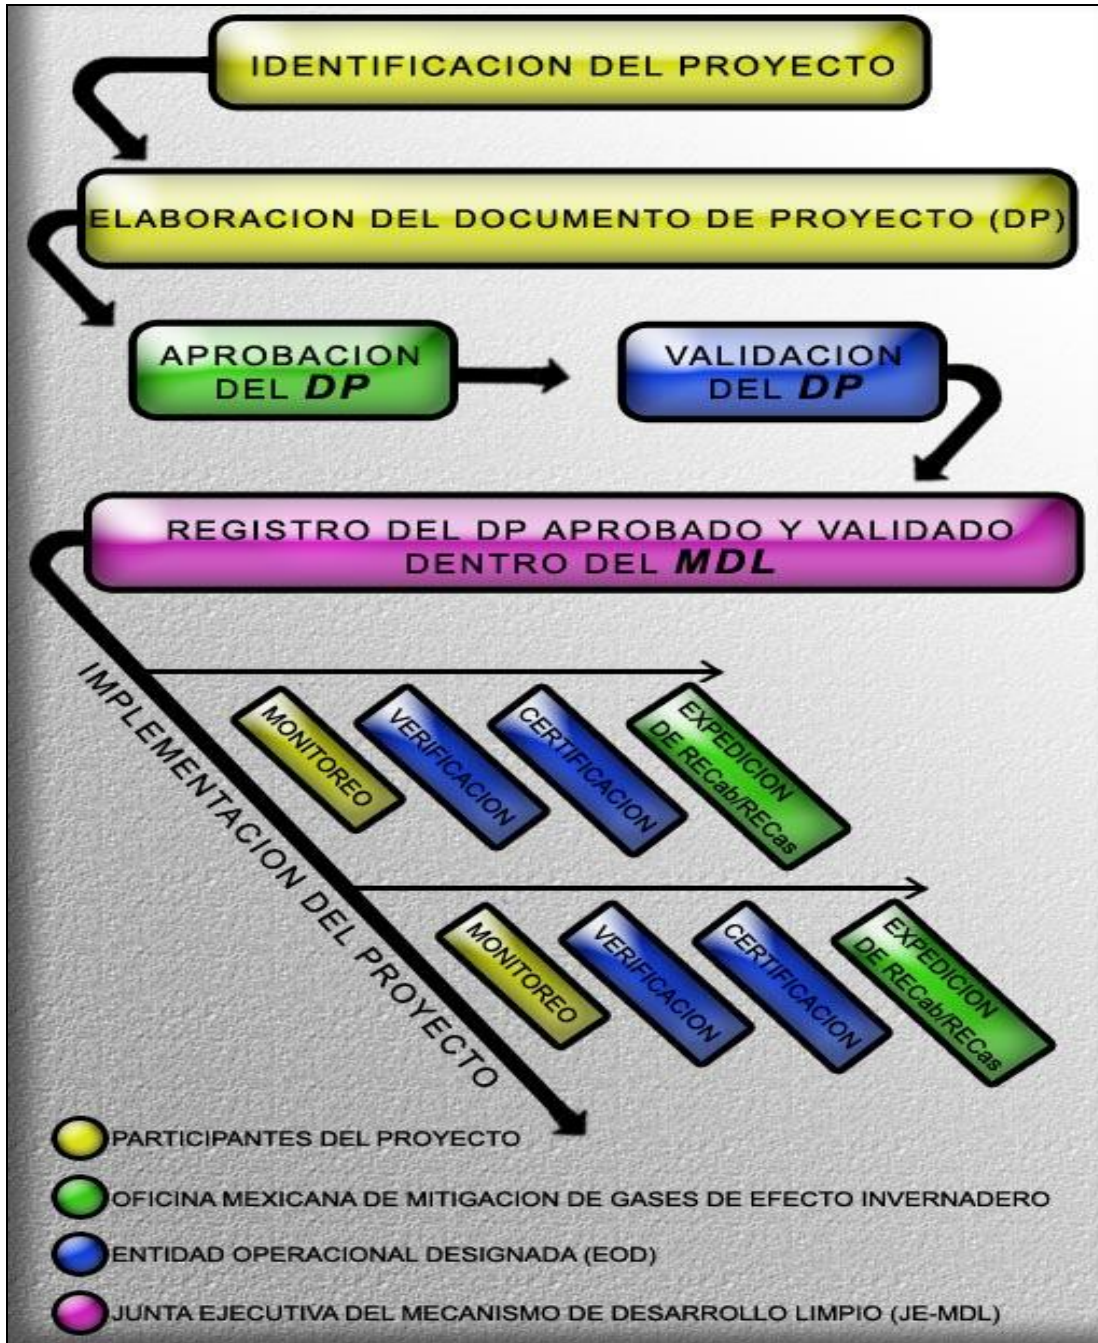 IDENTIFICACION DEL PROYECTO
ELABORACION DEL DOCUMENTO DE PROYECTO (DP)
APROBACION
DEL DP
VALIDACION
DEL DP
REGISTRO DEL DP APROBADO Y VALIDADO
DENTRO DEL MDL
IMPLEMENTACION DEL PROYECTO
MONITOREO
VERIFICACION
CERTIFICACION
EXPEDICION
DE RECab/RECas
MONITOREO
VERIFICACION
CERTIFICACION
EXPEDICION
DE RECab/RECas
PARTICIPANTES DEL PROYECTO
OFICINA MEXICANA DE MITIGACION DE GASES DE EFECTO INVERNADERO
ENTIDAD OPERACIONAL DESIGNADA (EOD)
JUNTA EJECUTIVA DEL MECANISMO DE DESARROLLO LIMPIO (JE-MDL)